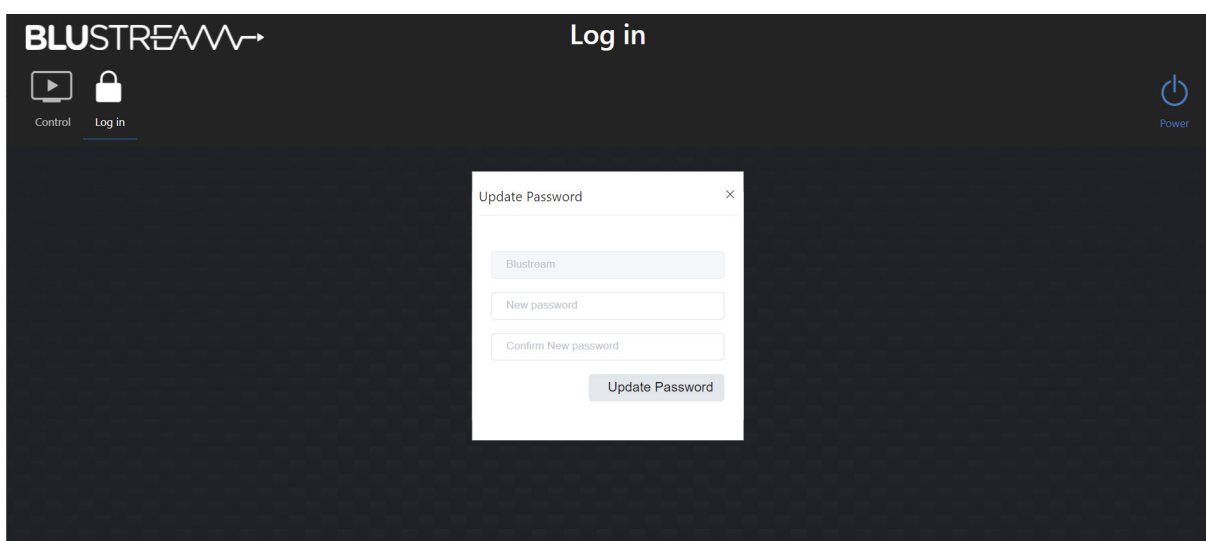 BLUSTREAM
Log in
Control
Log in
Power
Update Password
Blustream
New password
Confirm New password
Update Password